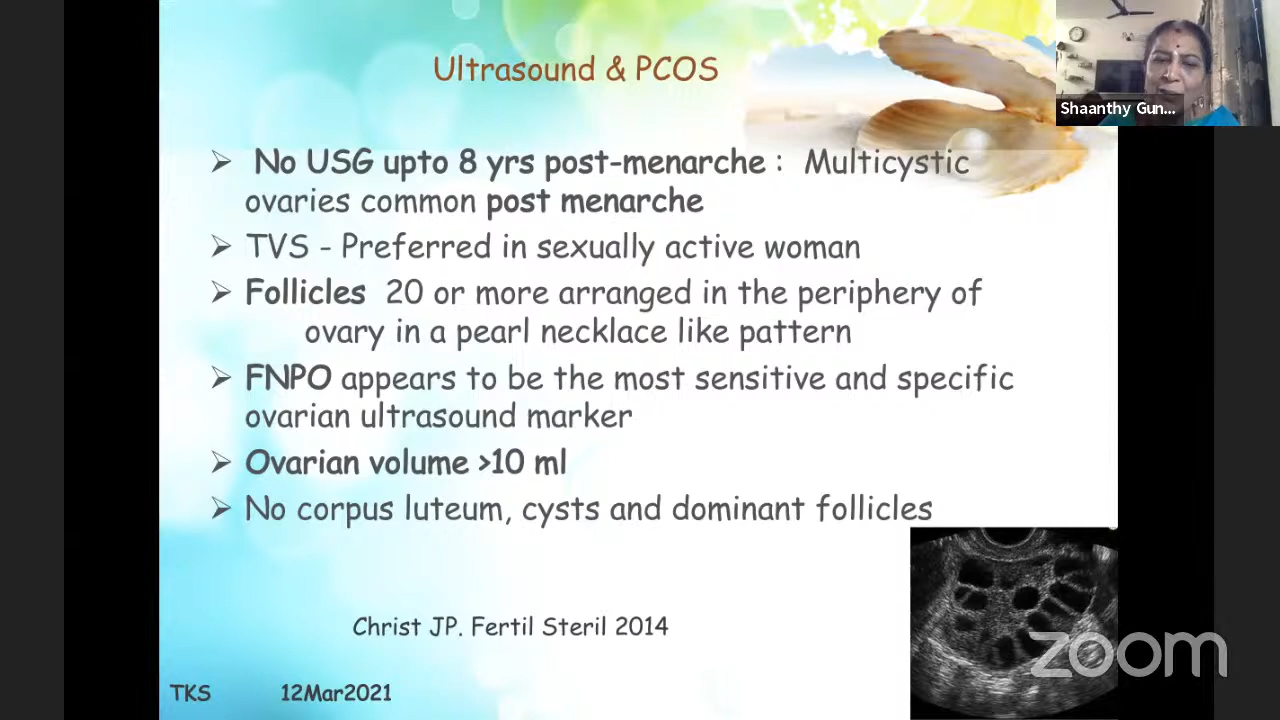 Ultrasound & PCOS
Shaanthy Gun...
➢ No USG upto 8 yrs post-menarche : Multicystic
ovaries common post menarche
➢ TVS - Preferred in sexually active woman
➢ Follicles 20 or more arranged in the periphery of
ovary in a pearl necklace like pattern
➢ FNPO appears to be the most sensitive and specific
ovarian ultrasound marker
➢ Ovarian volume >10 ml
➢ No corpus luteum, cysts and dominant follicles
Christ JP. Fertil Steril 2014
zoom
TKS 12Mar2021